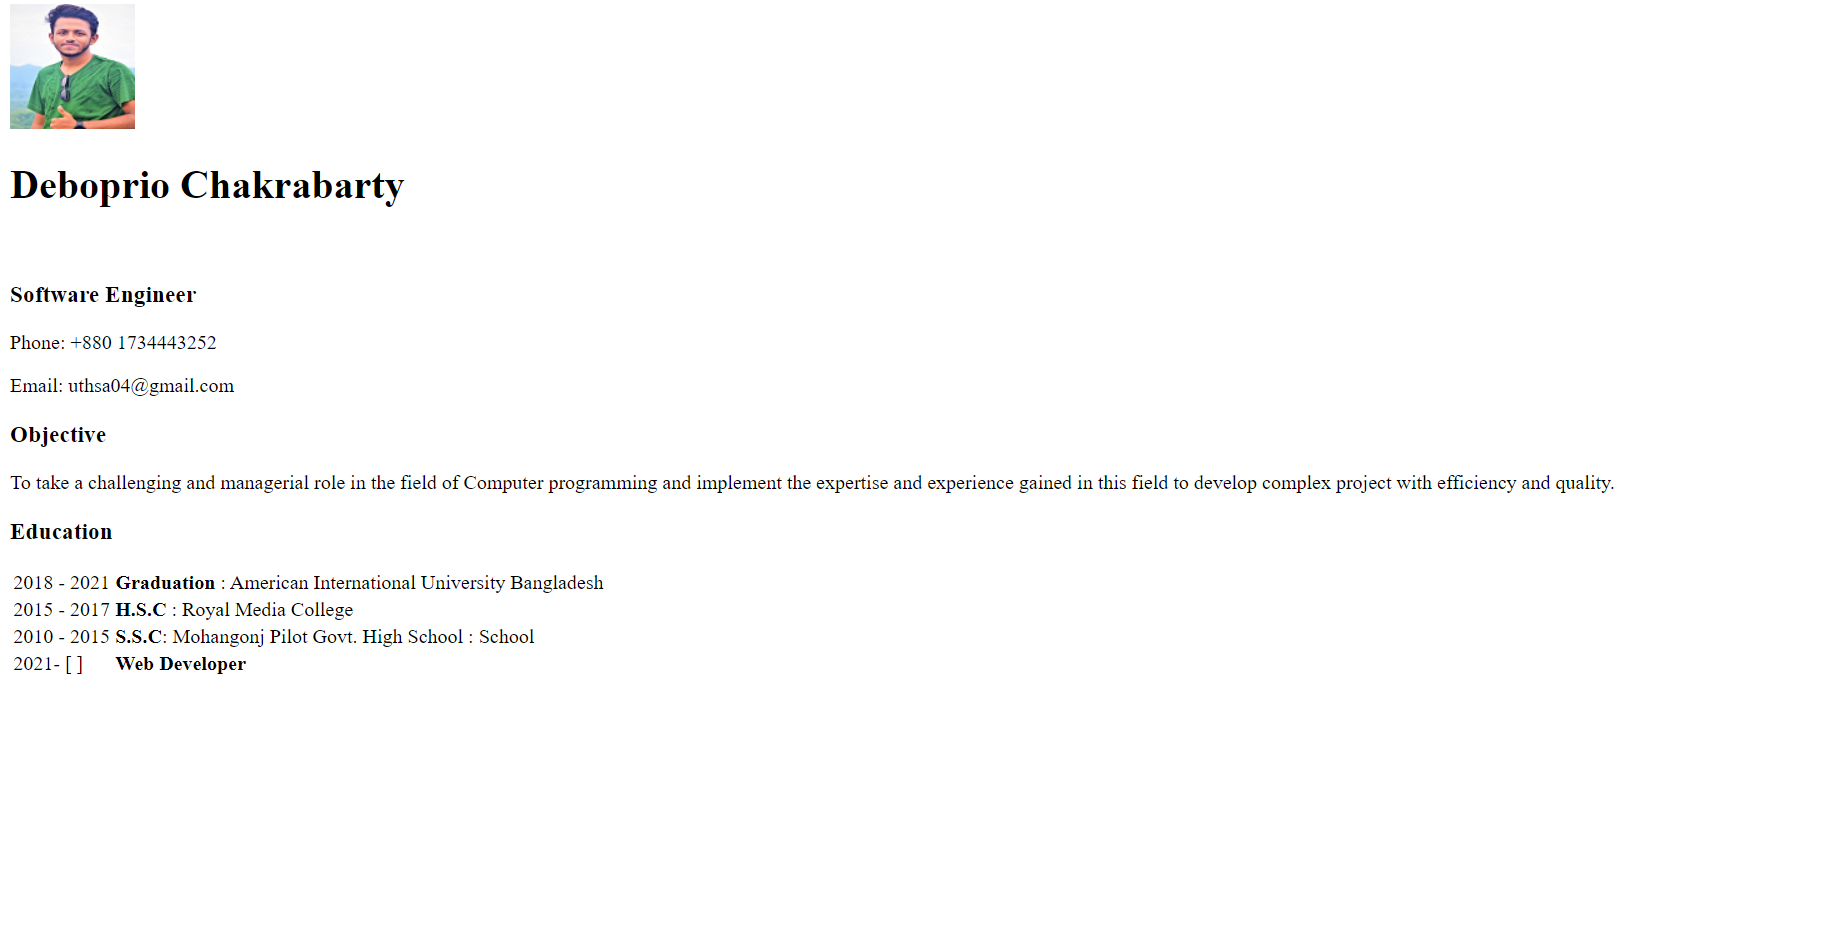 Deboprio Chakrabarty
Software Engineer
Phone: +880 1734443252
Email: uthsa04@gmail.com
Objective
To take a challenging and managerial role in the field of Computer programming and implement the expertise and experience gained in this field to develop complex project with efficiency and quality.
Education
2018 - 2021 Graduation : American International University Bangladesh
2015 - 2017 H.S.C : Royal Media College
2010 - 2015 S.S.C: Mohangonj Pilot Govt. High School : School
2021- [ ] Web Developer